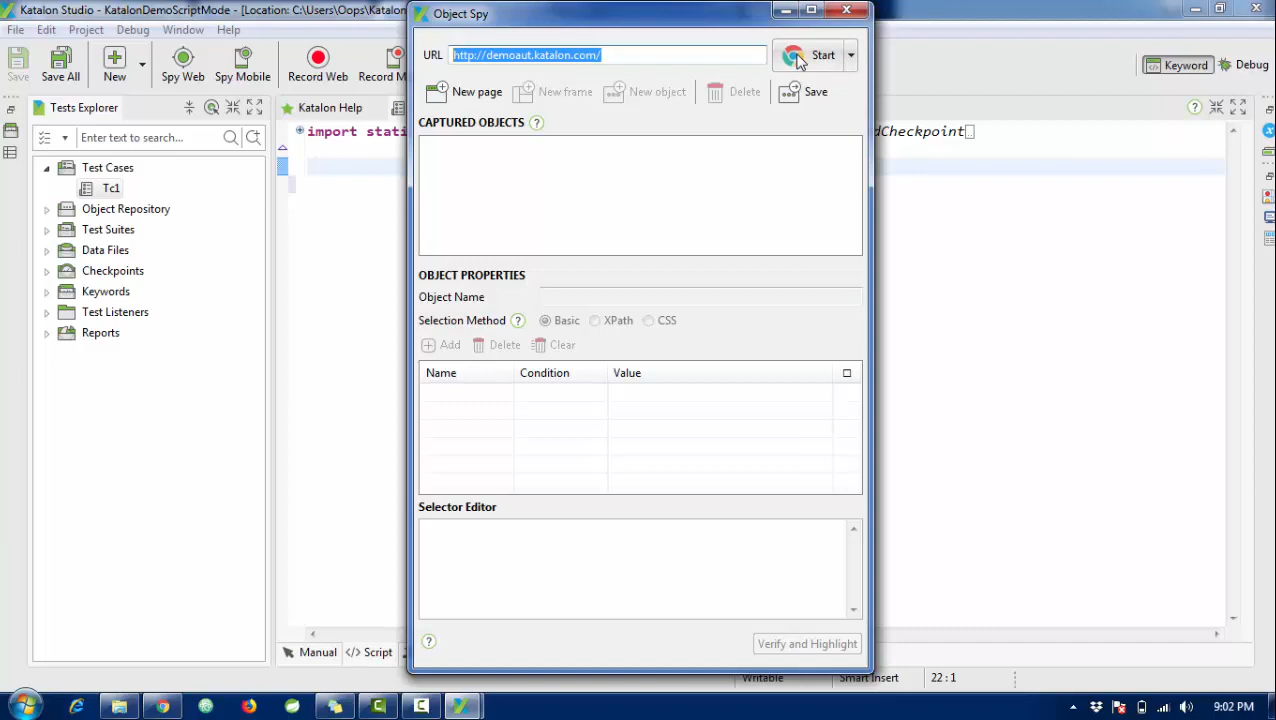 Katalon Studio - KatalonDemoScriptMode - [Location: C:\Users\Oops\Katalon
Object Spy
File Edit Project Debug Window Help
URL http://demoaut.katalon.com/ Start
Save Save All New Spy Web Spy Mobile Record Web Record M
Keyword Debug
New page New frame New object Delete Save
Tests Explorer
Katalon Help
CAPTURED OBJECTS
import stati
dCheckpoint
Enter text to search...
Test Cases
Tc1
Object Repository
Test Suites
Data Files
Checkpoints
Keywords
Test Listeners
Reports
OBJECT PROPERTIES
Object Name
Selection Method Basic XPath CSS
Add Delete Clear
Name Condition Value
Selector Editor
Verify and Highlight
Manual </> Script
Writable Smart Insert 22 : 1
9:02 PM